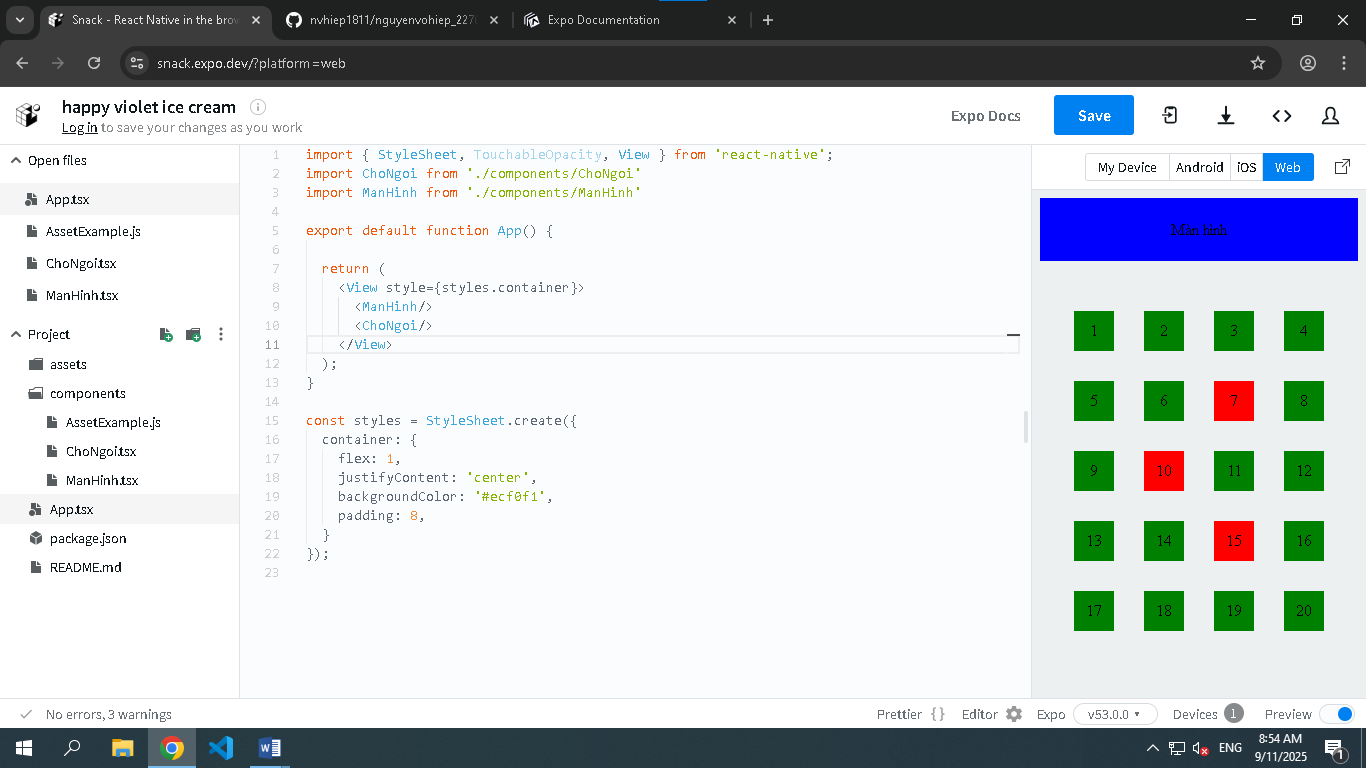 Snack - React Native in the brow
nvhiep1811/nguyenvohiep_2270
Expo Documentation
snack.expo.dev/?platform=web
happy violet ice cream
Log in to save your changes as you work
Expo Docs
Save
Open files
App.tsx
AssetExample.js
ChoNgoi.tsx
ManHinh.tsx
Project
assets
components
AssetExample.js
ChoNgoi.tsx
ManHinh.tsx
App.tsx
package.json
README.md
1 import { StyleSheet, TouchableOpacity, View } from 'react-native';
2 import ChoNgoi from './components/ChoNgoi'
3 import ManHinh from './components/ManHinh'
4
5 export default function App() {
6
7 return (
8 <View style={styles.container}>
9 <ManHinh/>
10 <ChoNgoi/>
11 </View>
12 );
13 }
14
15 const styles = StyleSheet.create({
16 container: {
17 flex: 1,
18 justifyContent: 'center',
19 backgroundColor: '#ecf0f1',
20 padding: 8,
21 }
22 });
23
My Device Android iOS Web
Màn hình
1 2 3 4
5 6 7 8
9 10 11 12
13 14 15 16
17 18 19 20
No errors, 3 warnings
Prettier {} Editor Expo v53.0.0 Devices 1 Preview
ENG
8:54 AM
9/11/2025
1